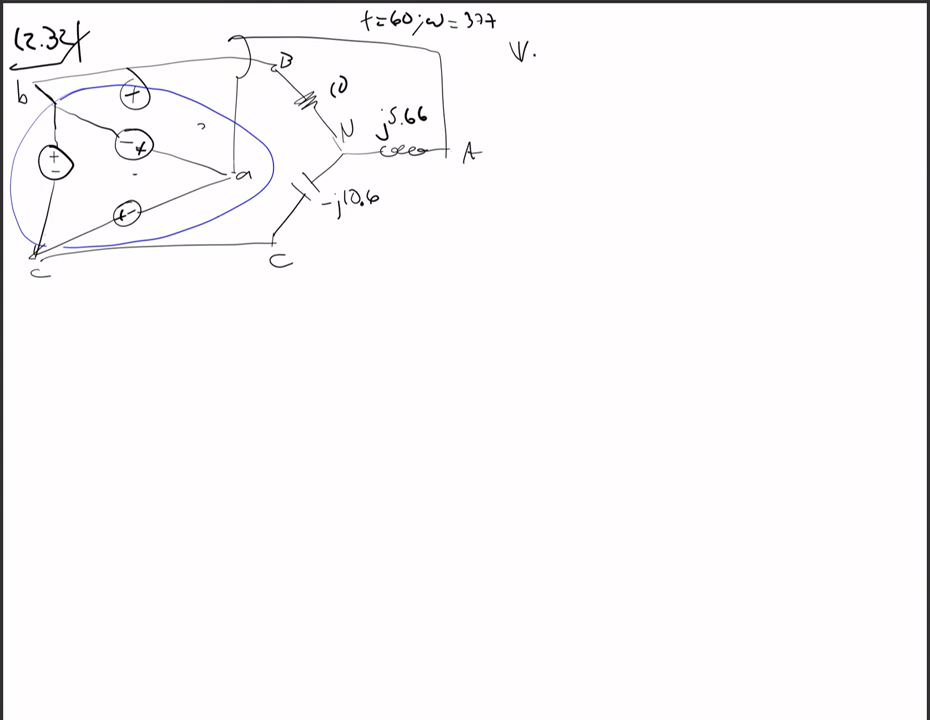 f=60; ω=377
12.32
V.
b
B
10
N
j5.66
A
+
-
- +
a
-j10.6
+ -
C
C